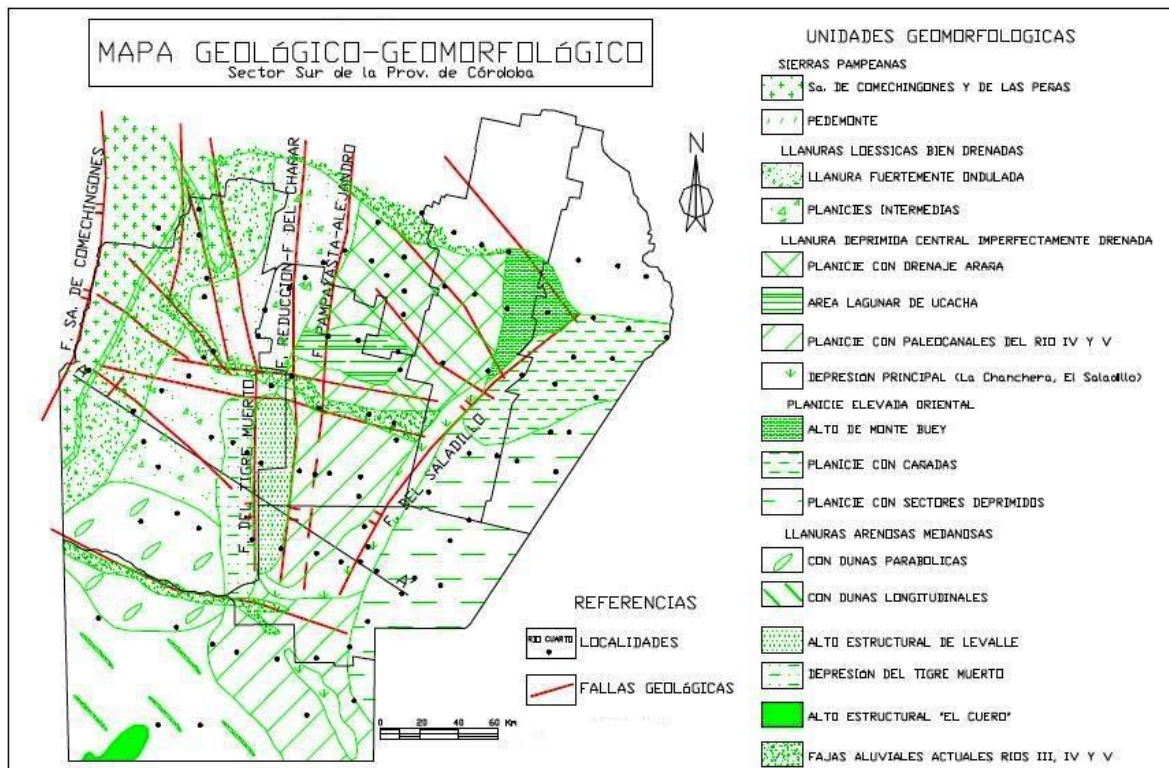 MAPA GEOLóGICO-GEOMORFOLóGICO
Sector Sur de la Prov. de Córdoba
N
F. SA. DE COMECHINGONES
F. REDUCCION-F DEL CHAÑAR
F. PAMPAYASTA-ALEJANDRO
F. DEL TIGRE MUERTO
F. DEL SALADILLO
A
A'
REFERENCIAS
RIO CUARTO
LOCALIDADES
FALLAS GEOLóGICAS
0 20 40 60 Km
UNIDADES GEOMORFOLOGICAS
SIERRAS PAMPEANAS
Sa. DE COMECHINGONES Y DE LAS PEÑAS
PEDEMONTE
LLANURAS LOESSICAS BIEN DRENADAS
LLANURA FUERTEMENTE ONDULADA
PLANICIES INTERMEDIAS
LLANURA DEPRIMIDA CENTRAL IMPERFECTAMENTE DRENADA
PLANICIE CON DRENAJE ARAÑA
AREA LAGUNAR DE UCACHA
PLANICIE CON PALEOCANALES DEL RIO IV Y V
DEPRESIÓN PRINCIPAL (La Chanchera, El Saladillo)
PLANICIE ELEVADA ORIENTAL
ALTO DE MONTE BUEY
PLANICIE CON CAÑADAS
PLANICIE CON SECTORES DEPRIMIDOS
LLANURAS ARENOSAS MEDANOSAS
CON DUNAS PARABOLICAS
CON DUNAS LONGITUDINALES
ALTO ESTRUCTURAL DE LEVALLE
DEPRESIÓN DEL TIGRE MUERTO
ALTO ESTRUCTURAL "EL CUERO"
FAJAS ALUVIALES ACTUALES RIOS III, IV Y V